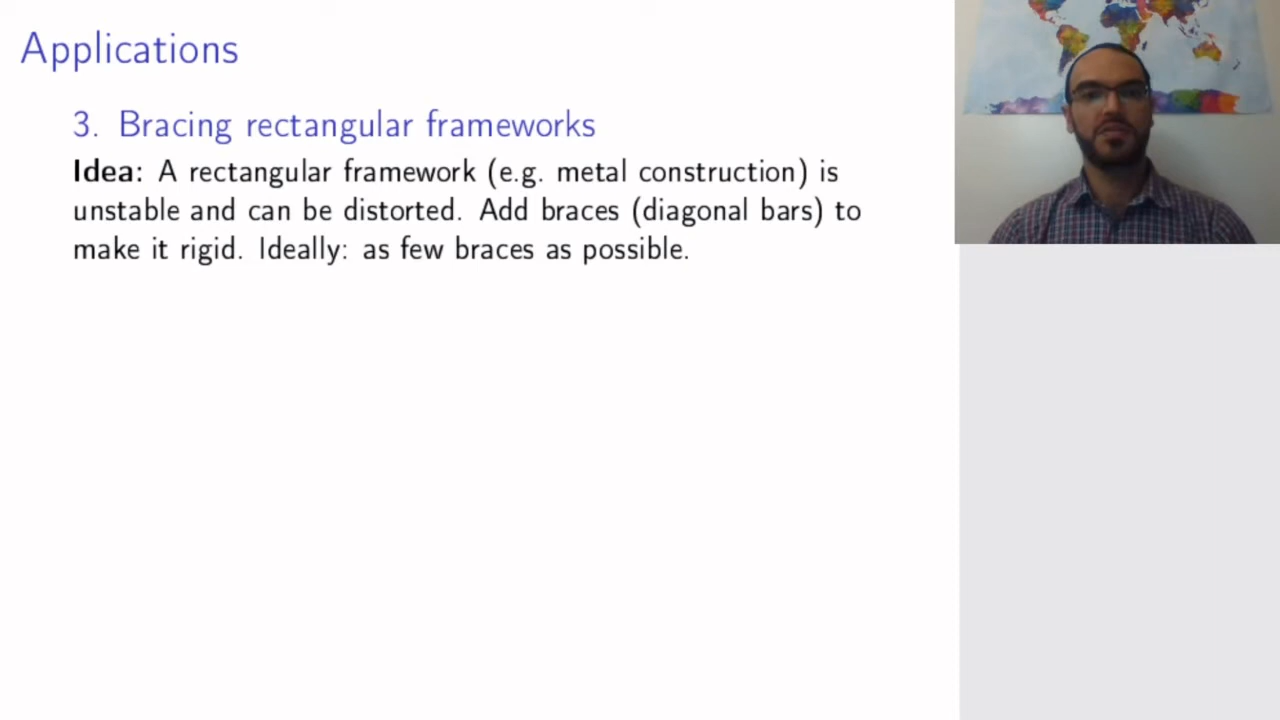 Applications
3. Bracing rectangular frameworks
Idea: A rectangular framework (e.g. metal construction) is
unstable and can be distorted. Add braces (diagonal bars) to
make it rigid. Ideally: as few braces as possible.